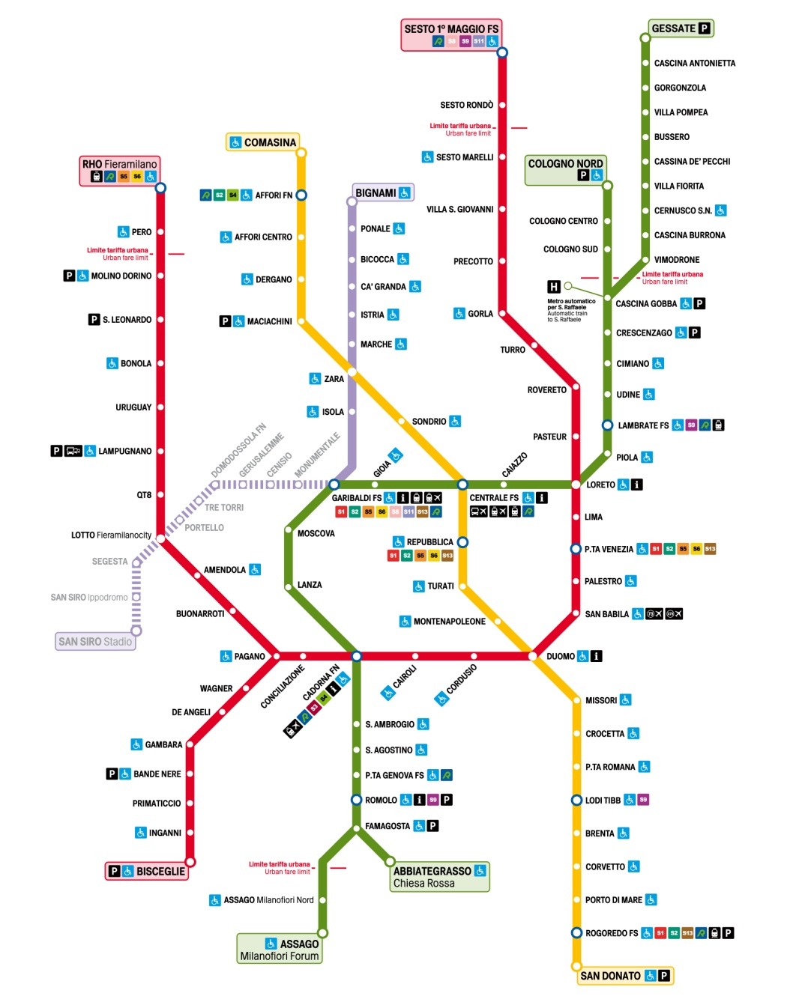 SESTO 1° MAGGIO FS
R S8 S9 S11
GESSATE P
CASCINA ANTONIETTA
GORGONZOLA
VILLA POMPEA
BUSSERO
CASSINA DE' PECCHI
VILLA FIORITA
CERNUSCO S.N.
CASCINA BURRONA
VIMODRONE
Limite tariffa urbana
Urban fare limit
SESTO RONDÒ
Limite tariffa urbana
Urban fare limit
SESTO MARELLI
VILLA S. GIOVANNI
PRECOTTO
GORLA
TURRO
ROVERETO
PASTEUR
COLOGNO NORD
P
COLOGNO CENTRO
COLOGNO SUD
H
Metro automatico
per S. Raffaele
Automatic train
to S. Raffaele
CASCINA GOBBA P
CRESCENZAGO P
CIMIANO
UDINE
LAMBRATE FS S9 R
PIOLA
LORETO i
LIMA
P.TA VENEZIA S1 S2 S5 S6 S13
PALESTRO
SAN BABILA 73 X73
DUOMO i
COMASINA
R S2 S4 AFFORI FN
AFFORI CENTRO
DERGANO
P MACIACHINI
ZARA
SONDRIO
BIGNAMI
PONALE
BICOCCA
CA' GRANDA
ISTRIA
MARCHE
ISOLA
RHO Fieramilano
R S5 S6
PERO
Limite tariffa urbana
Urban fare limit
P MOLINO DORINO
P S. LEONARDO
BONOLA
URUGUAY
P LAMPUGNANO
QT8
LOTTO Fieramilanocity
DOMODOSSOLA FN
GERUSALEMME
CENISIO
MONUMENTALE
TRE TORRI
PORTELLO
SEGESTA
SAN SIRO Ippodromo
SAN SIRO Stadio
GIOIA
CAIAZZO
GARIBALDI FS i
S1 S2 S5 S6 S8 S11 S13 R
CENTRALE FS i
R
MOSCOVA
LANZA
REPUBBLICA
S1 S2 S5 S6 S13
TURATI
MONTENAPOLEONE
AMENDOLA
BUONARROTI
PAGANO
WAGNER
DE ANGELI
GAMBARA
P BANDE NERE
PRIMATICCIO
INGANNI
P BISCEGLIE
CONCILIAZIONE
CADORNA FN
R S3 S4 i
CAIROLI
CORDUSIO
S. AMBROGIO
S. AGOSTINO
P.TA GENOVA FS R
ROMOLO i S9 P
FAMAGOSTA P
Limite tariffa urbana
Urban fare limit
ABBIATEGRASSO
Chiesa Rossa
ASSAGO Milanofiori Nord
ASSAGO
Milanofiori Forum
MISSORI
CROCETTA
P.TA ROMANA
LODI TIBB S9
BRENTA
CORVETTO
PORTO DI MARE
ROGOREDO FS S1 S2 S13 R P
SAN DONATO P